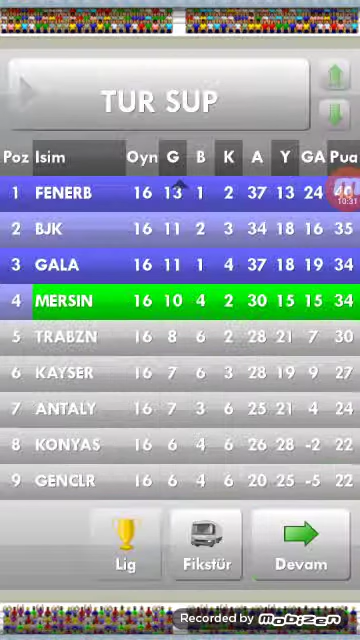 TUR SUP
Poz Isim Oyn G B K A Y GA Pua
1 FENERB 16 13 1 2 37 13 24 40
2 BJK 16 11 2 3 34 18 16 35
3 GALA 16 11 1 4 37 18 19 34
4 MERSIN 16 10 4 2 30 15 15 34
5 TRABZN 16 8 6 2 28 21 7 30
6 KAYSER 16 7 6 3 28 19 9 27
7 ANTALY 16 7 3 6 25 21 4 24
8 KONYAS 16 6 4 6 26 28 -2 22
9 GENCLR 16 6 4 6 20 25 -5 22
10:31
Lig Fikstür Devam
Recorded by mobizen